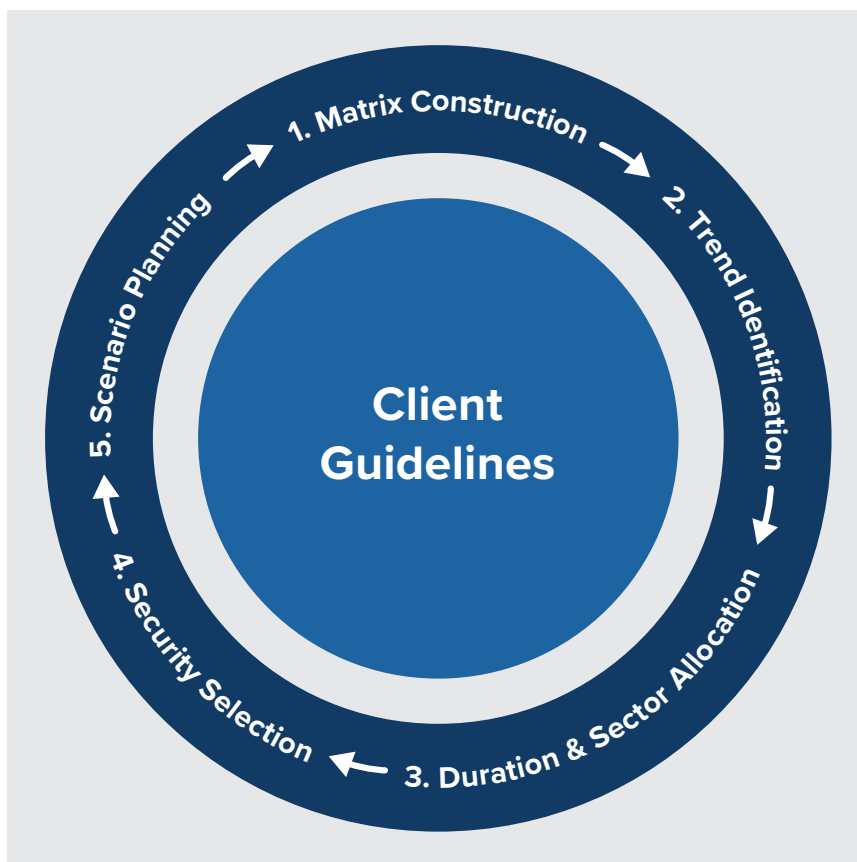 1. Matrix Construction
2. Trend Identification
3. Duration & Sector Allocation
4. Security Selection
5. Scenario Planning
Client
Guidelines